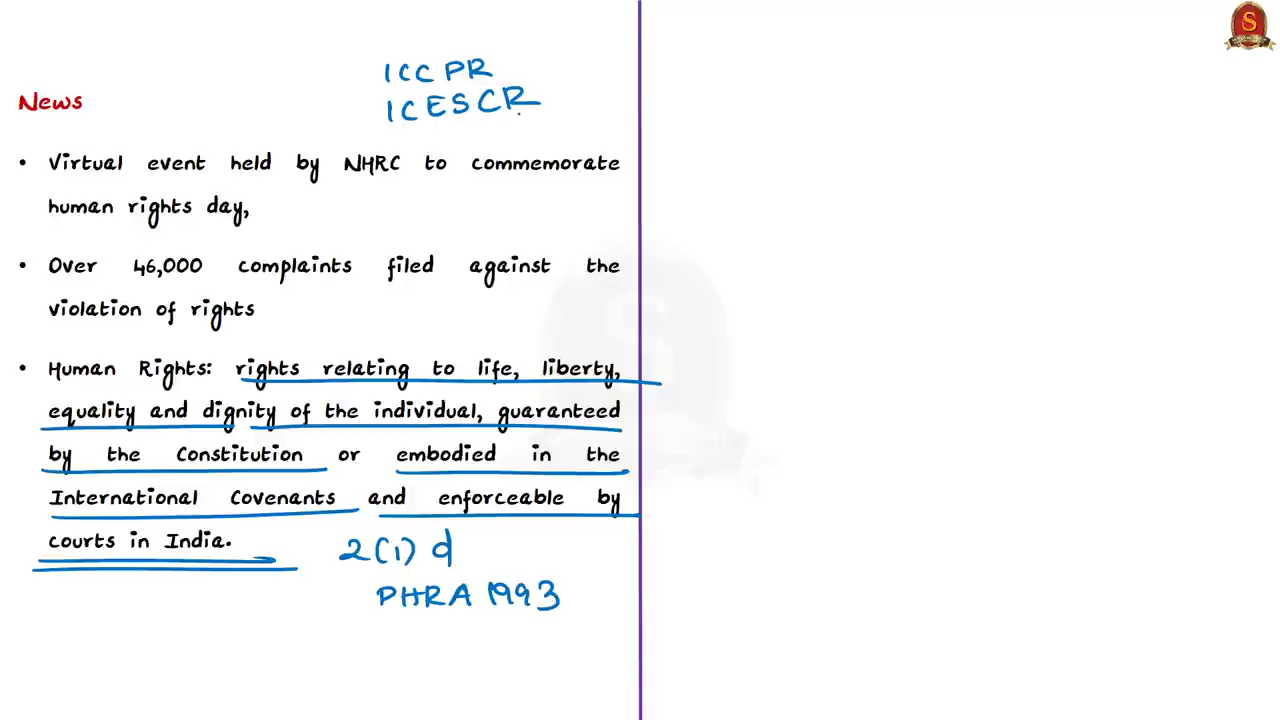 ICCPR
ICESCR
News
• Virtual event held by NHRC to commemorate
human rights day,
• Over 46,000 complaints filed against the
violation of rights
• Human Rights: rights relating to life, liberty,
equality and dignity of the individual, guaranteed
by the Constitution or embodied in the
International Covenants and enforceable by
courts in India.
2(1) d
PHRA 1993
S